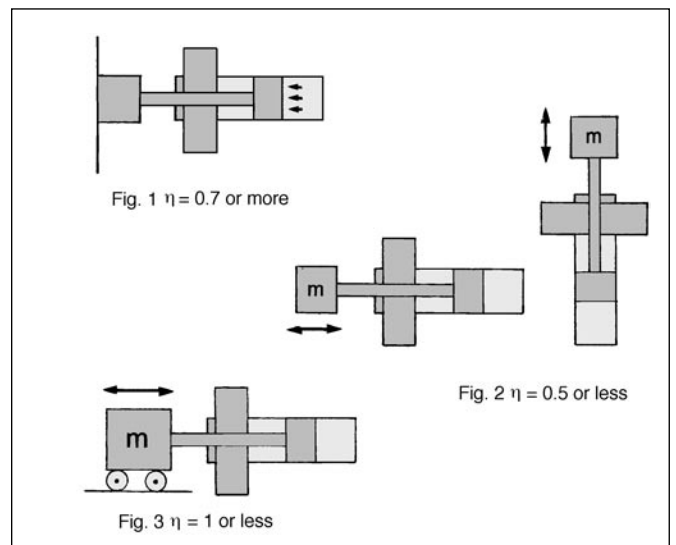 Fig. 1 η = 0.7 or more
m
m
Fig. 2 η = 0.5 or less
m
Fig. 3 η = 1 or less